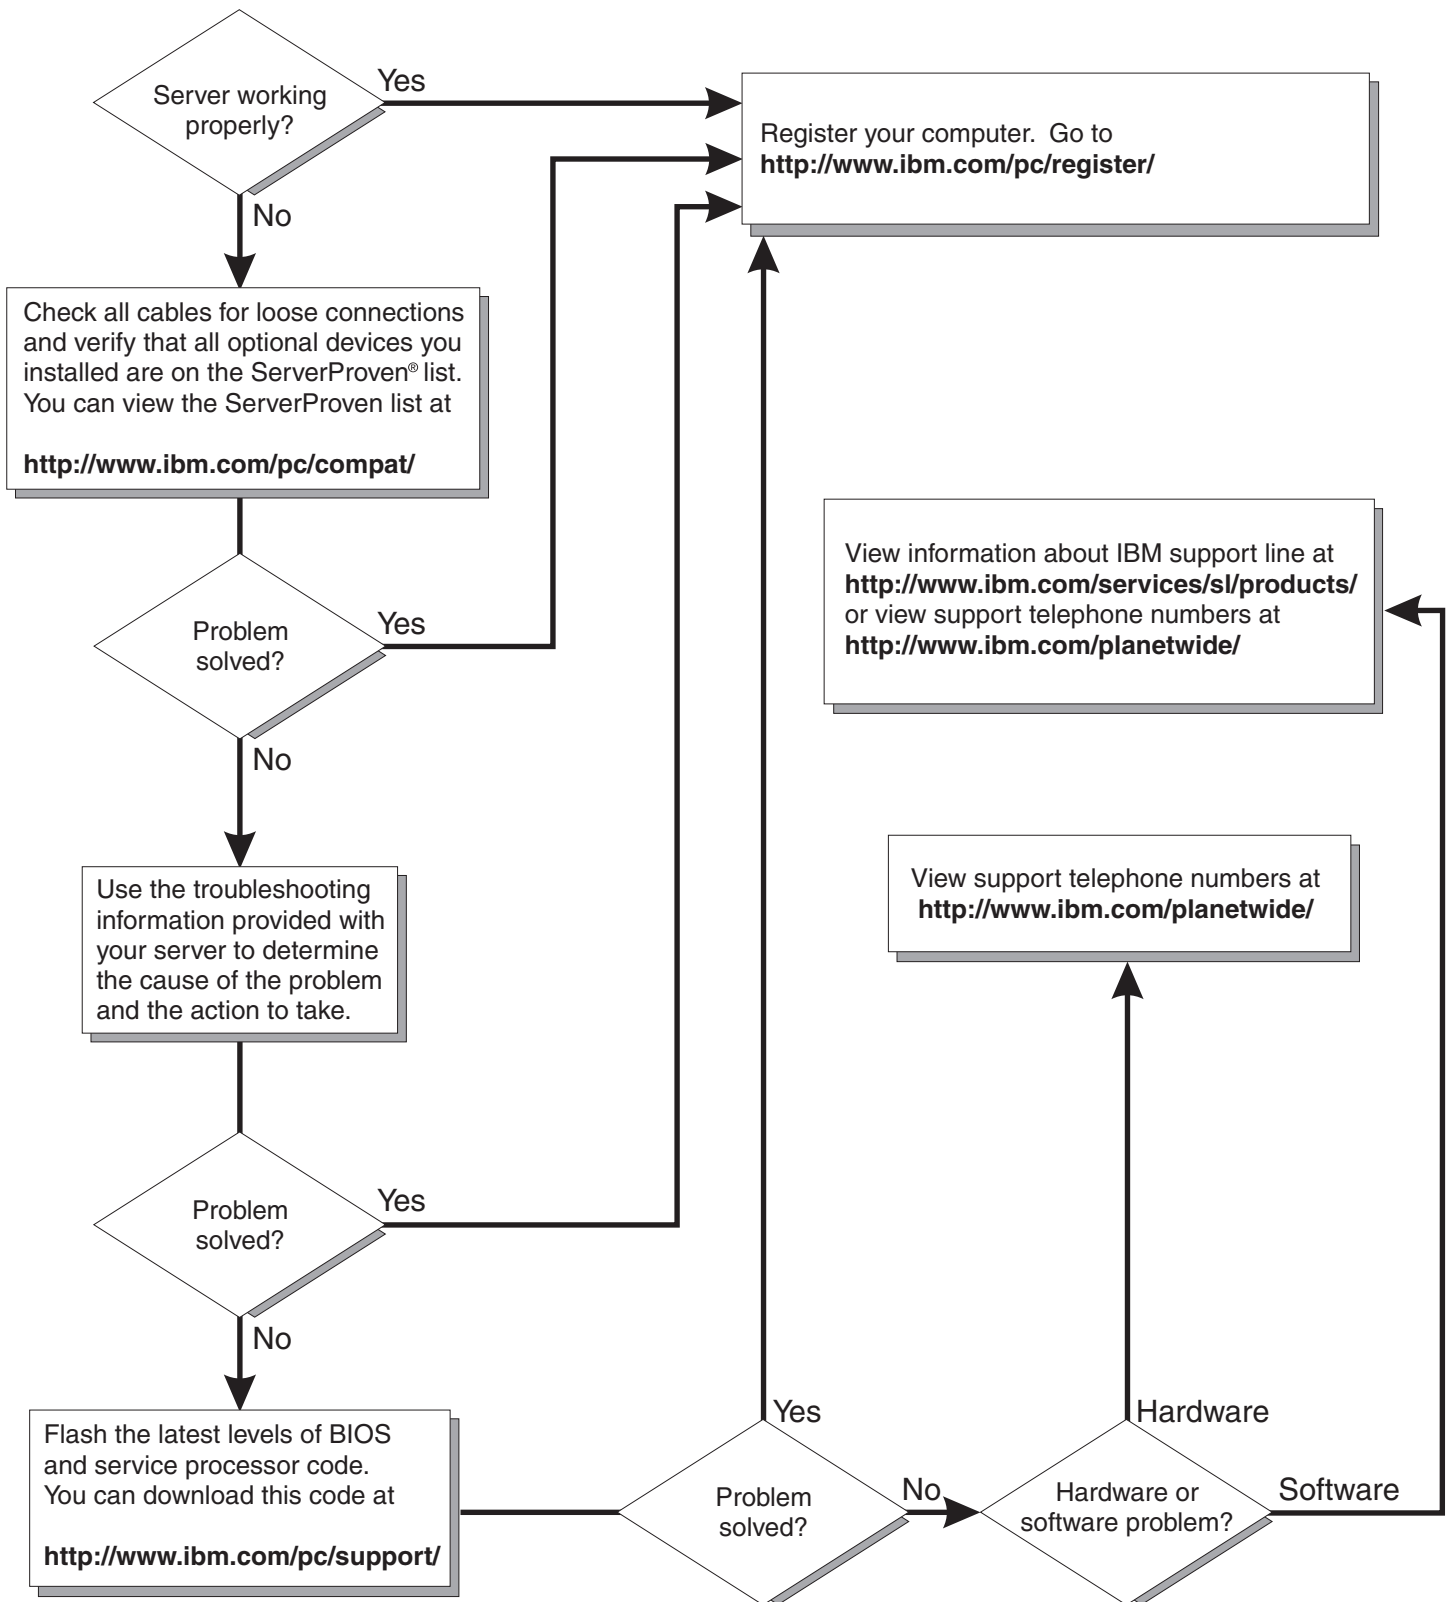 Server working
properly?
Yes
No
Register your computer. Go to
http://www.ibm.com/pc/register/
Check all cables for loose connections
and verify that all optional devices you
installed are on the ServerProven® list.
You can view the ServerProven list at
http://www.ibm.com/pc/compat/
Problem
solved?
Yes
No
View information about IBM support line at
http://www.ibm.com/services/sl/products/
or view support telephone numbers at
http://www.ibm.com/planetwide/
Use the troubleshooting
information provided with
your server to determine
the cause of the problem
and the action to take.
View support telephone numbers at
http://www.ibm.com/planetwide/
Problem
solved?
Yes
No
Flash the latest levels of BIOS
and service processor code.
You can download this code at
http://www.ibm.com/pc/support/
Problem
solved?
Yes
No
Hardware or
software problem?
Hardware
Software